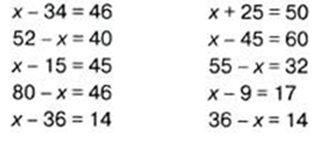 x – 34 = 46
52 – x = 40
x – 15 = 45
80 – x = 46
x – 36 = 14
x + 25 = 50
x – 45 = 60
55 – x = 32
x – 9 = 17
36 – x = 14